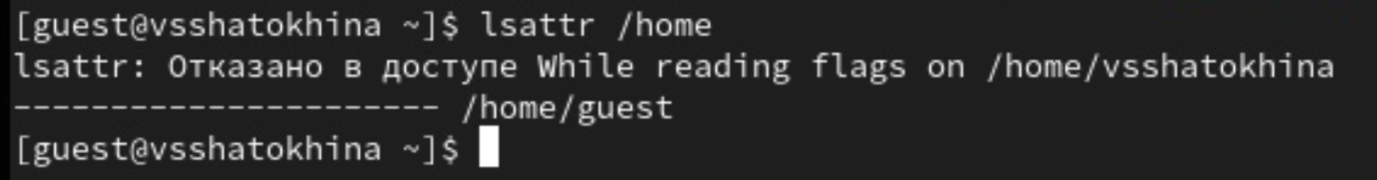 [guest@vsshatokhina ~]$ lsattr /home
lsattr: Отказано в доступе While reading flags on /home/vsshatokhina
---------------------- /home/guest
[guest@vsshatokhina ~]$